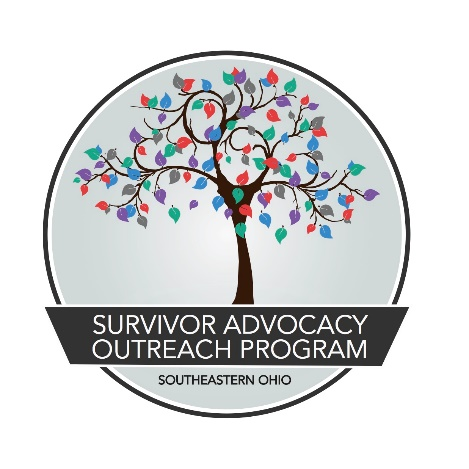 SURVIVOR ADVOCACY
OUTREACH PROGRAM
SOUTHEASTERN OHIO